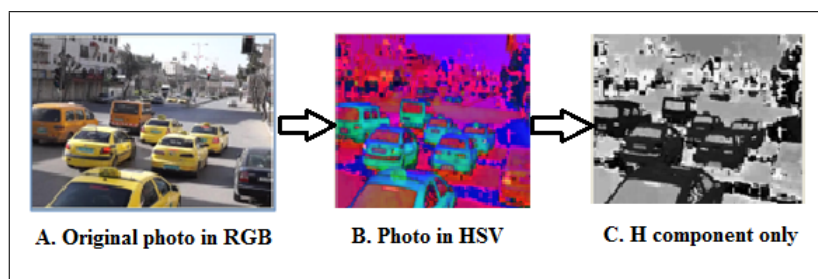 A. Original photo in RGB
B. Photo in HSV
C. H component only